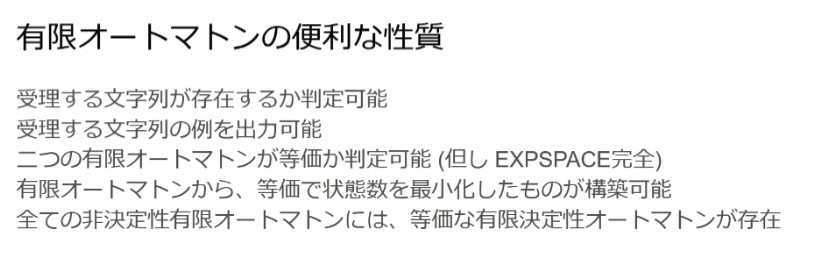 有限オートマトンの便利な性質
受理する文字列が存在するか判定可能
受理する文字列の例を出力可能
二つの有限オートマトンが等価か判定可能 (但し EXPSPACE完全)
有限オートマトンから、等価で状態数を最小化したものが構築可能
全ての非決定性有限オートマトンには、等価な有限決定性オートマトンが存在